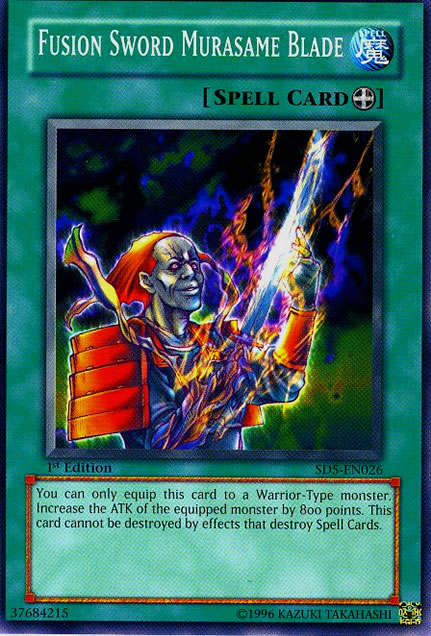 FUSION SWORD MURASAME BLADE
SPELL
魔
[SPELL CARD]
1st Edition
SD5-EN026
You can only equip this card to a Warrior-Type monster.
Increase the ATK of the equipped monster by 800 points. This
card cannot be destroyed by effects that destroy Spell Cards.
37684215
©1996 KAZUKI TAKAHASHI